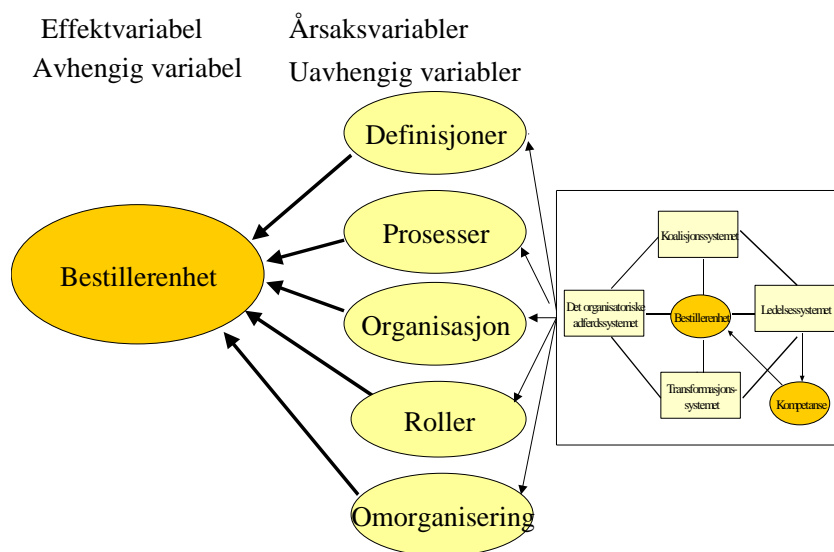 Effektvariabel
Årsaksvariabler
Avhengig variabel
Uavhengig variabler
Definisjoner
Prosesser
Bestillerenhet
Organisasjon
Roller
Omorganisering
Koalisjonssystemet
Det organisatoriske
adferdssystemet
Bestillerenhet
Ledelsessystemet
Transformasjons-
systemet
Kompetanse